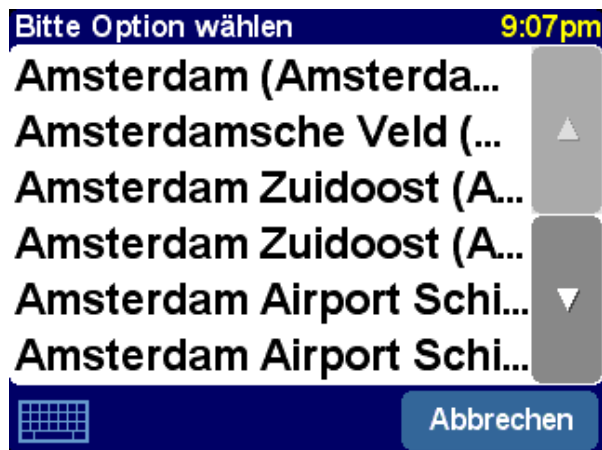 Bitte Option wählen 9:07pm
Amsterdam (Amsterda...
Amsterdamsche Veld (...
Amsterdam Zuidoost (A...
Amsterdam Zuidoost (A...
Amsterdam Airport Schi...
Amsterdam Airport Schi...
Abbrechen